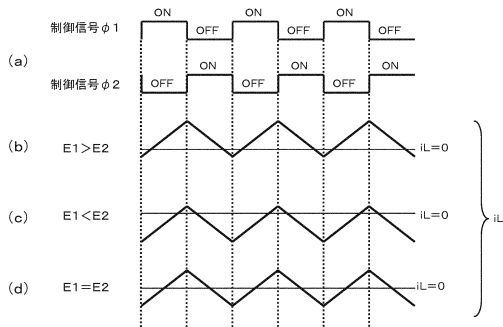 ON ON ON
制御信号φ1
OFF OFF OFF
(a)
ON ON ON
制御信号φ2
OFF OFF OFF
(b) E1>E2 iL=0
(c) E1<E2 iL=0
iL
(d) E1=E2 iL=0